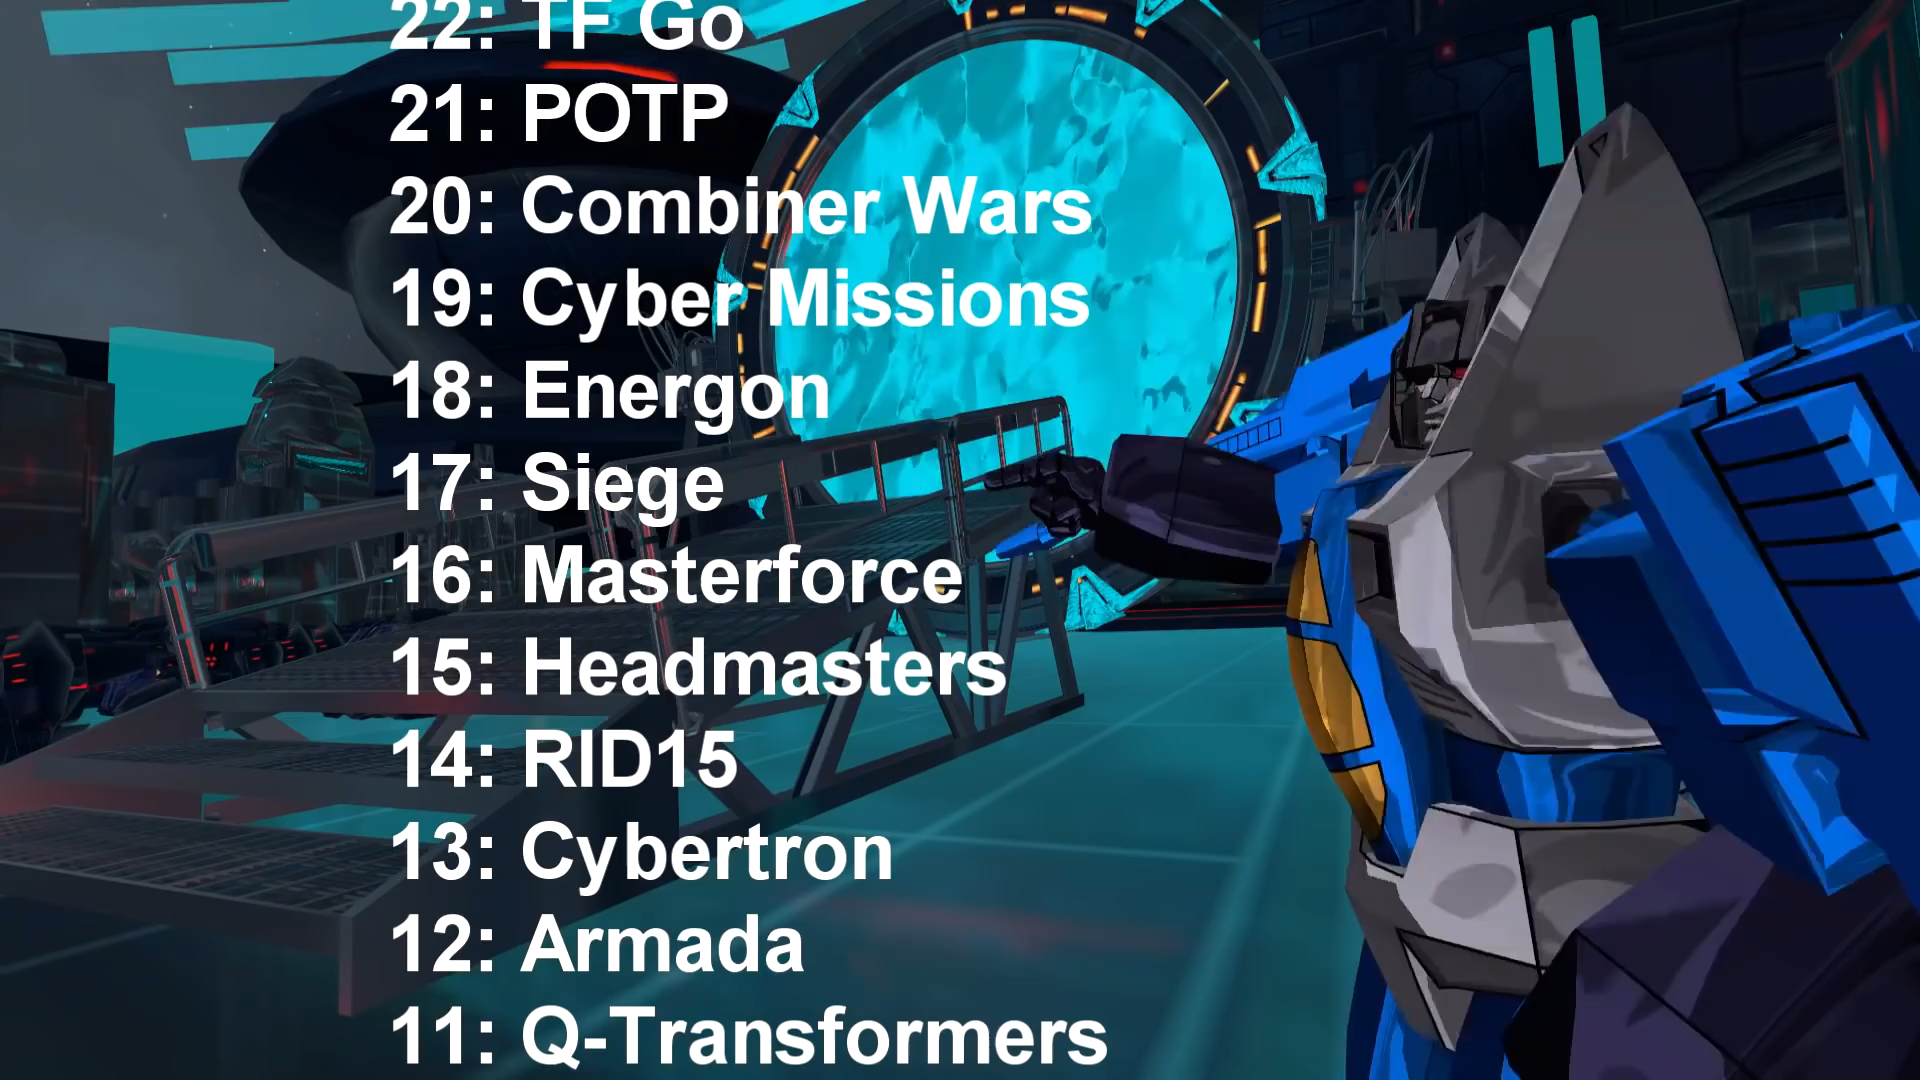 22: TF Go
21: POTP
20: Combiner Wars
19: Cyber Missions
18: Energon
17: Siege
16: Masterforce
15: Headmasters
14: RID15
13: Cybertron
12: Armada
11: Q-Transformers